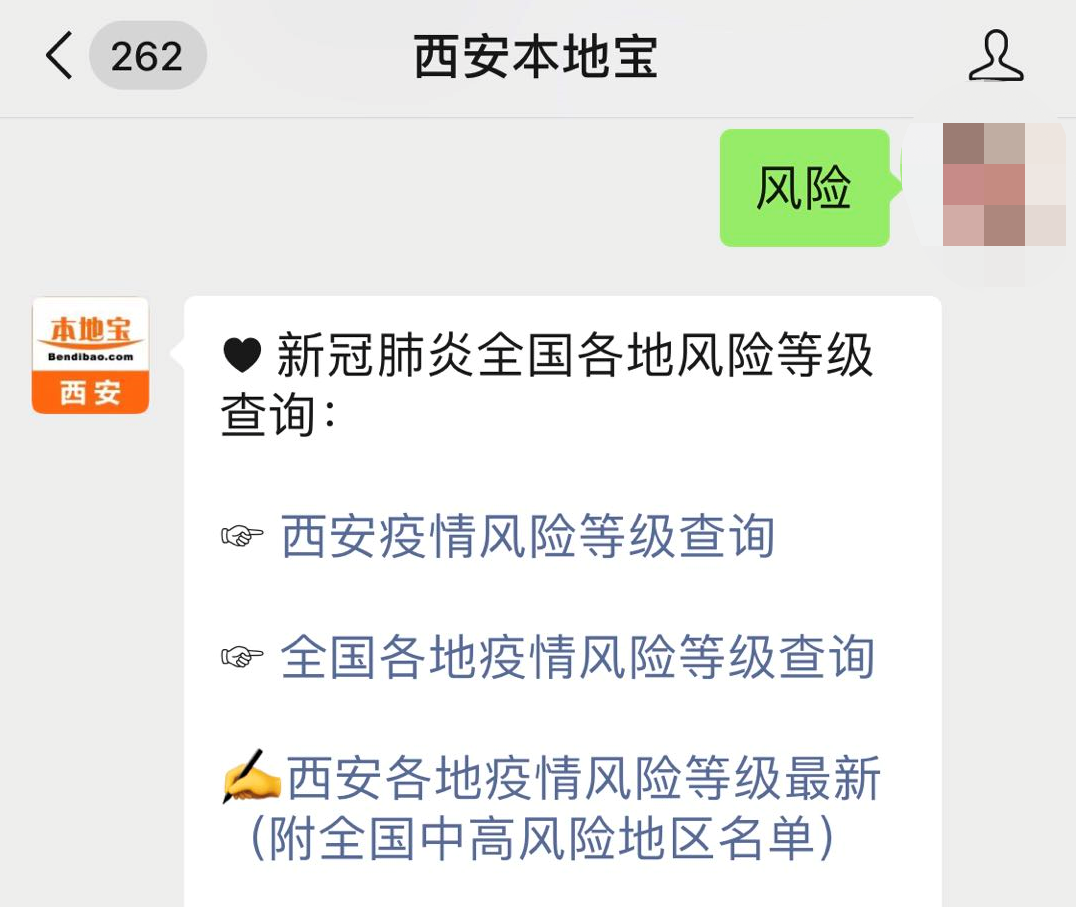 262
西安本地宝
风险
本地宝
Bendibao.com
西安
🖤新冠肺炎全国各地风险等级
查询：
👉西安疫情风险等级查询
👉全国各地疫情风险等级查询
✍西安各地疫情风险等级最新
（附全国中高风险地区名单）